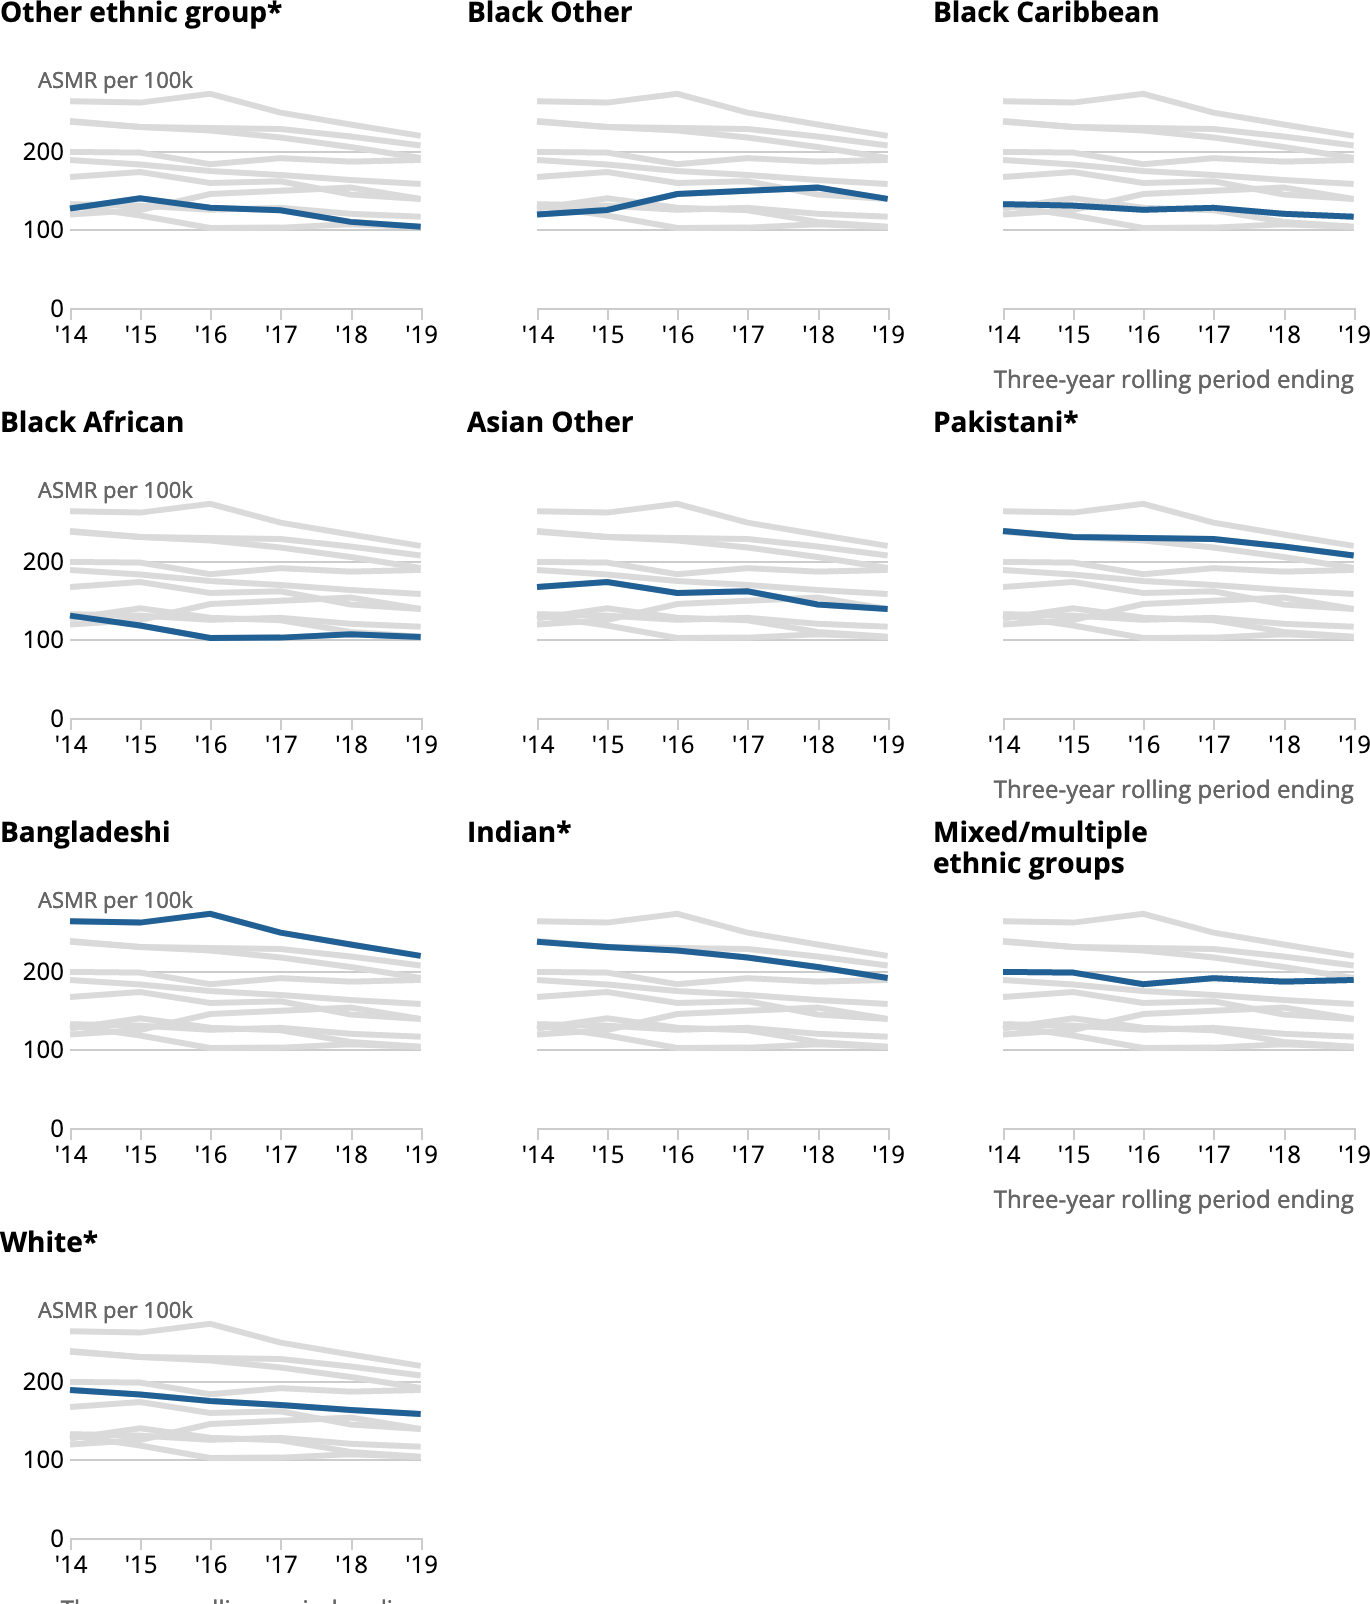 Other ethnic group* Black Other Black Caribbean
ASMR per 100k
200
100
0
'14 '15 '16 '17 '18 '19 '14 '15 '16 '17 '18 '19 '14 '15 '16 '17 '18 '19
Three-year rolling period ending
Black African Asian Other Pakistani*
ASMR per 100k
200
100
0
'14 '15 '16 '17 '18 '19 '14 '15 '16 '17 '18 '19 '14 '15 '16 '17 '18 '19
Three-year rolling period ending
Bangladeshi Indian* Mixed/multiple
ethnic groups
ASMR per 100k
200
100
0
'14 '15 '16 '17 '18 '19 '14 '15 '16 '17 '18 '19 '14 '15 '16 '17 '18 '19
Three-year rolling period ending
White*
ASMR per 100k
200
100
0
'14 '15 '16 '17 '18 '19